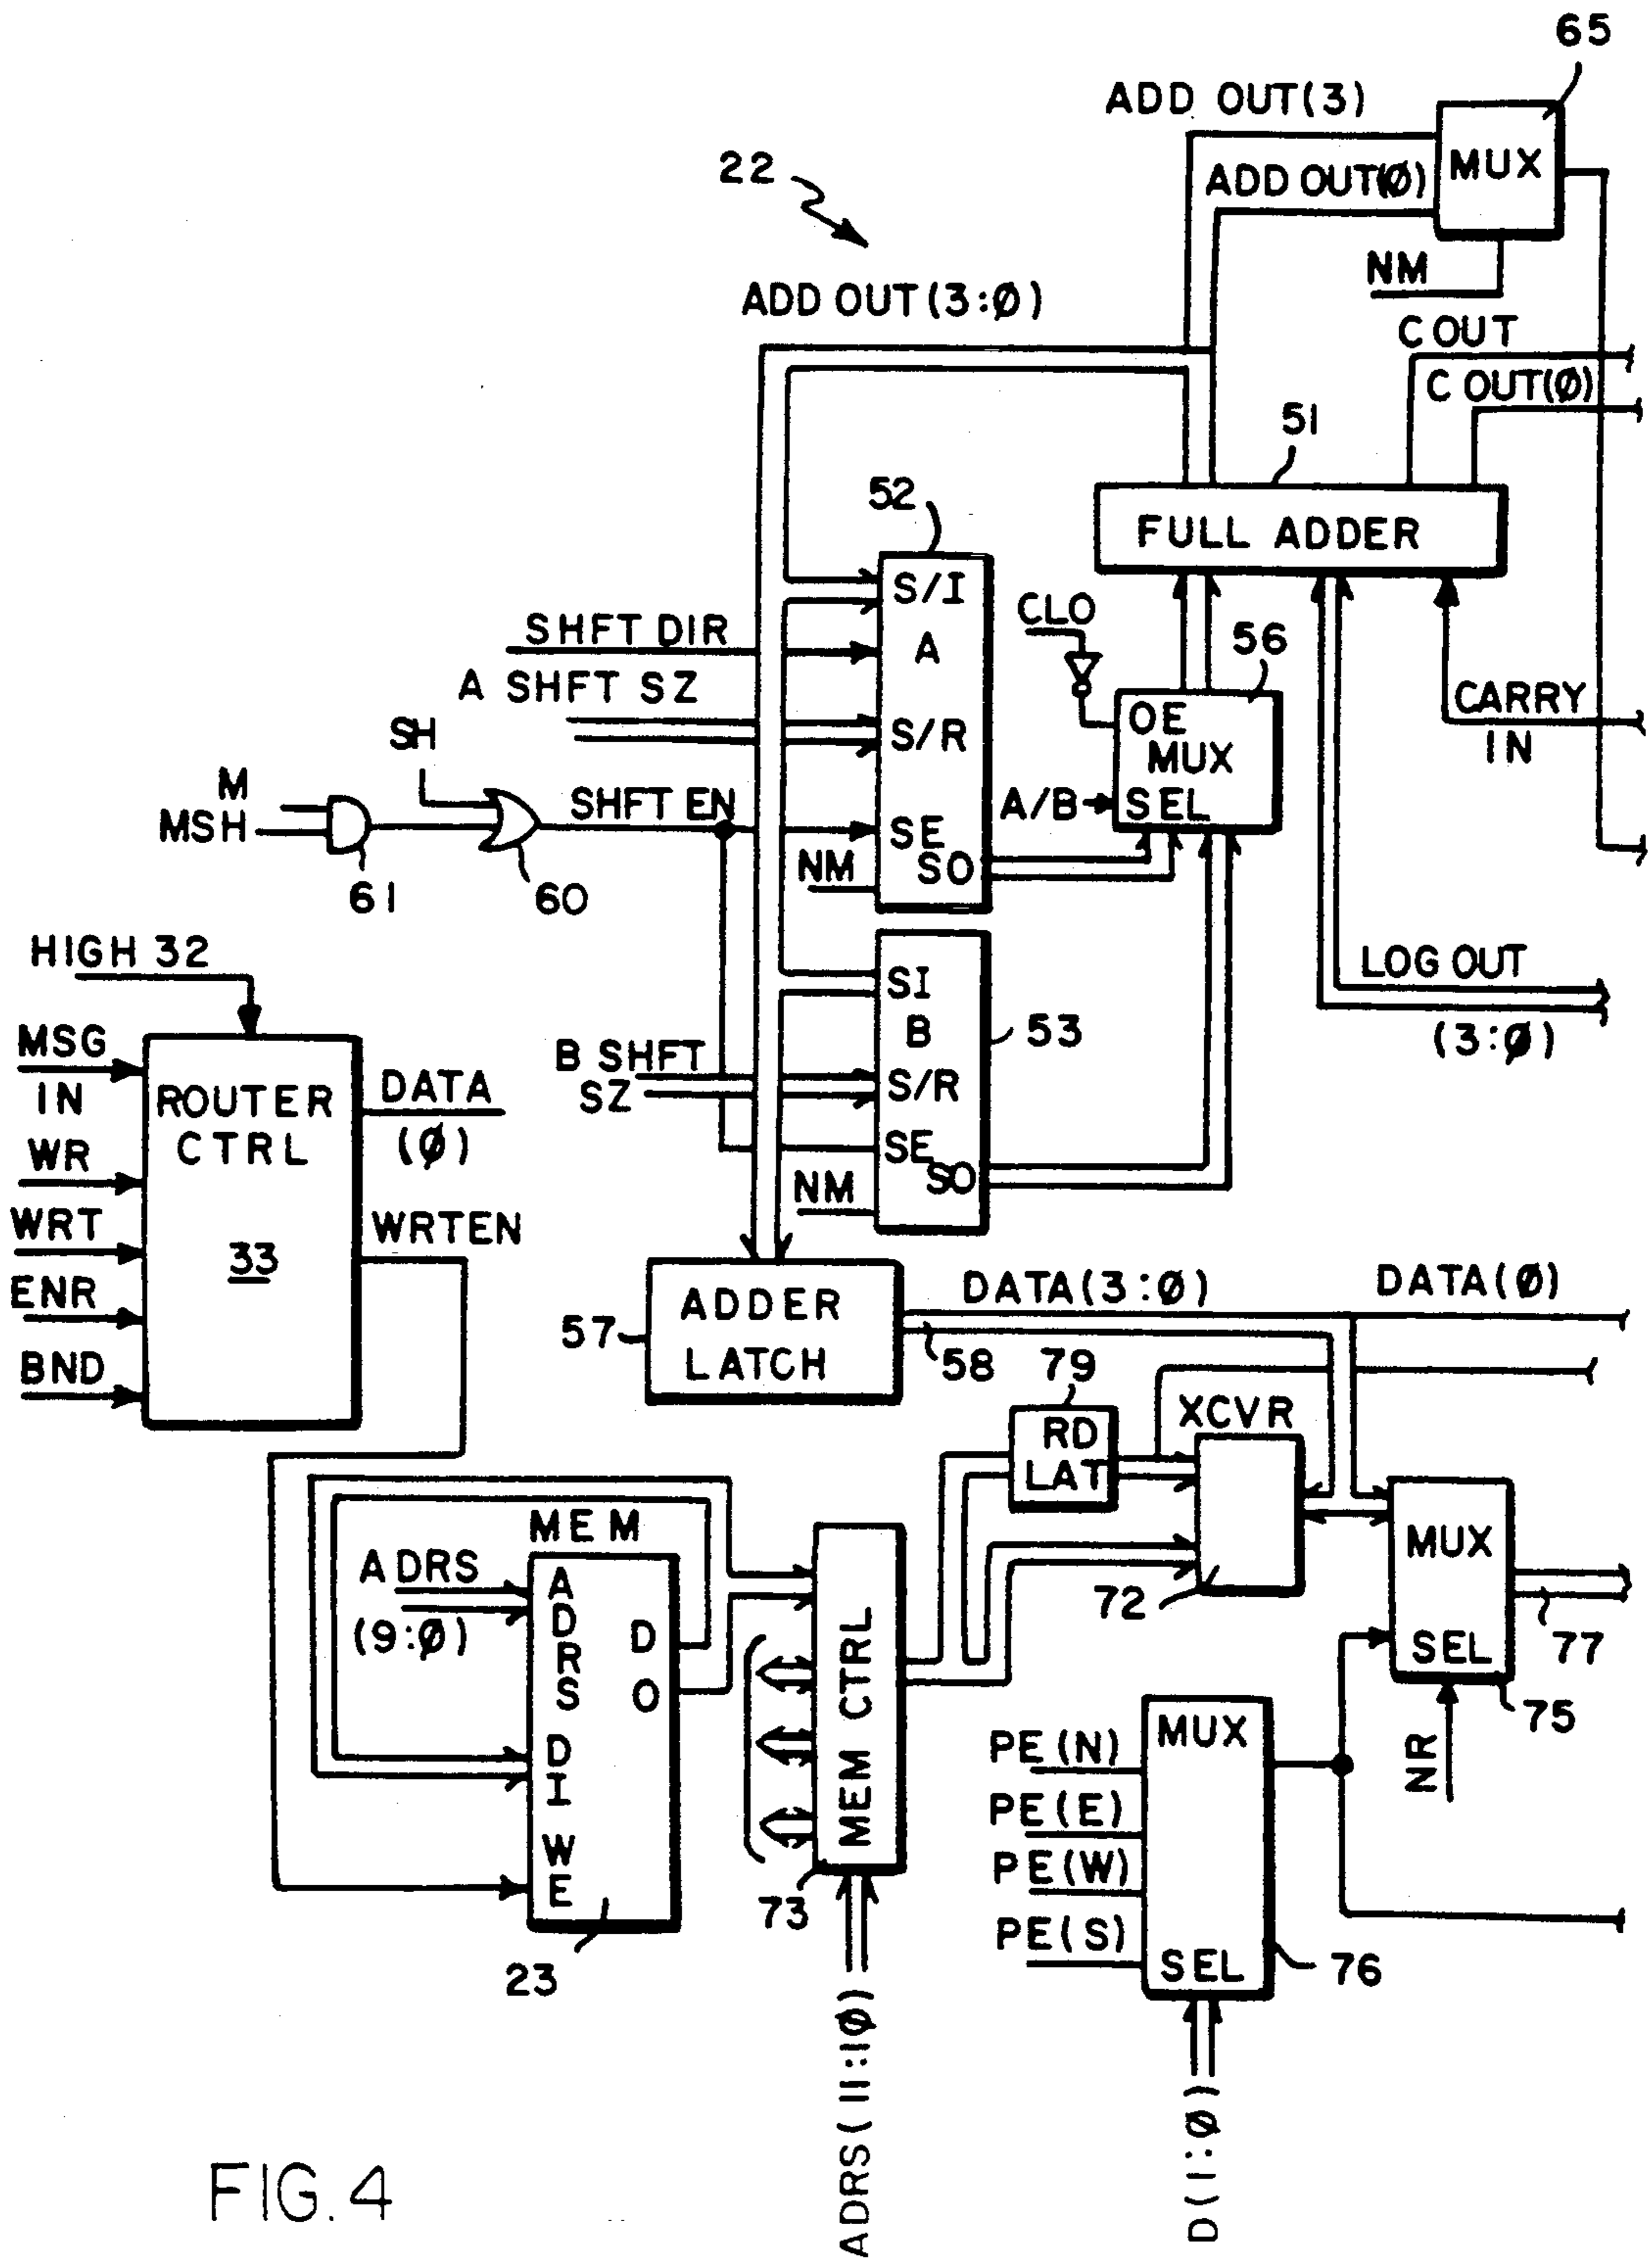 65
ADD OUT(3)
MUX
22
ADD OUT(Ø)
NM
ADD OUT(3:Ø)
C OUT
C OUT(Ø)
51
FULL ADDER
52
S/I
A
S/R
SE
SO
SHFT DIR
A SHFT SZ
SH
M
MSH
SHFT EN
61
60
NM
CLO
56
OE
MUX
SEL
A/B
CARRY
IN
LOG OUT
(3:Ø)
SI
B
S/R
SE
SO
53
B SHFT
SZ
NM
HIGH 32
MSG
IN
WR
WRT
ENR
BND
ROUTER
CTRL
33
DATA
(Ø)
WRTEN
ADDER
LATCH
57
58
DATA(3:Ø)
DATA(Ø)
79
RD
LAT
XCVR
72
MUX
SEL
75
77
NR
MEM
ADRS
(9:Ø)
ADRS
DO
DI
WE
23
MEM CTRL
73
ADRS(11:1Ø)
PE(N)
PE(E)
PE(W)
PE(S)
MUX
SEL
76
D(1:Ø)
FIG.4